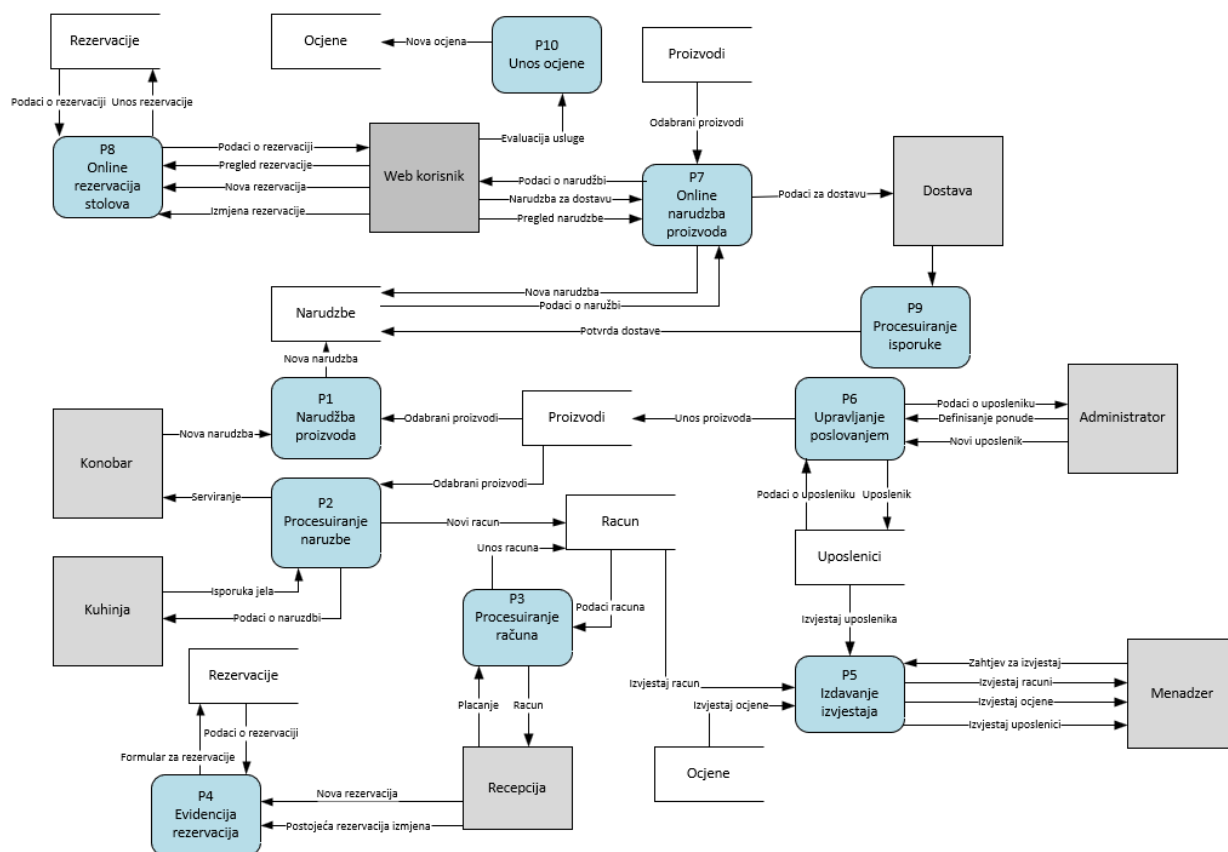 Rezervacije
Ocjene
Nova ocjena
P10
Unos ocjene
Proizvodi
Podaci o rezervaciji
Unos rezervacije
Odabrani proizvodi
Evaluacija usluge
P8
Online
rezervacija
stolova
Podaci o rezervaciji
Pregled rezervacije
Nova rezervacija
Izmjena rezervacije
Web korisnik
Podaci o narudžbi
Narudzba za dostavu
Pregled narudzbe
P7
Online
narudzba
proizvoda
Podaci za dostavu
Dostava
Nova narudzba
Podaci o naružbi
Narudzbe
Potvrda dostave
P9
Procesuiranje
isporuke
Nova narudzba
Konobar
Nova narudzba
P1
Narudžba
proizvoda
Odabrani proizvodi
Proizvodi
Unos proizvoda
P6
Upravljanje
poslovanjem
Podaci o uposleniku
Definisanje ponude
Novi uposlenik
Administrator
Serviranje
P2
Procesuiranje
naruzbe
Odabrani proizvodi
Podaci o uposleniku
Uposlenik
Novi racun
Racun
Unos racuna
Uposlenici
Kuhinja
Isporuka jela
Podaci o naruzdbi
P3
Procesuiranje
računa
Podaci racuna
Izvjestaj uposlenika
Rezervacije
Placanje
Racun
Izvjestaj racun
Izvjestaj ocjene
P5
Izdavanje
izvjestaja
Zahtjev za izvjestaj
Izvjestaj racuni
Izvjestaj ocjene
Izvjestaj uposlenici
Menadzer
Podaci o rezervaciji
Formular za rezervacije
P4
Evidencija
rezervacija
Nova rezervacija
Postojeća rezervacija izmjena
Recepcija
Ocjene